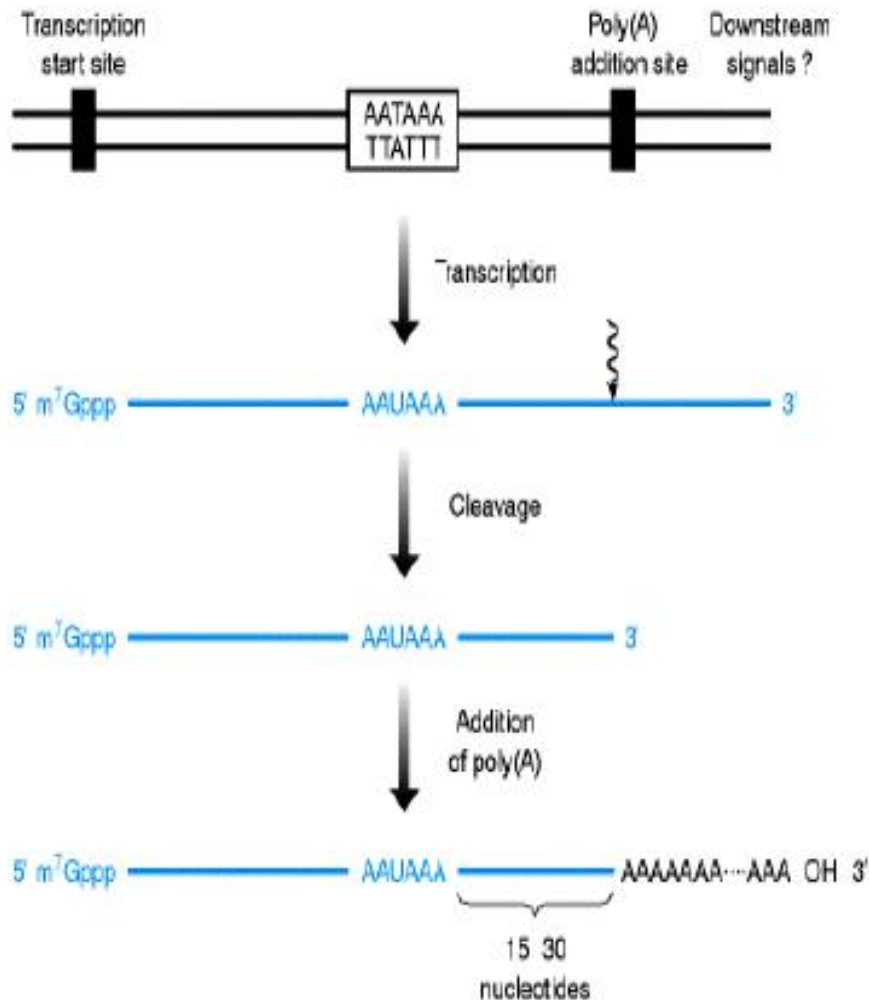 Transcription
start site
Poly(A)
addition site
Downstream
signals ?
AATAAA
TTATTT
Transcription
5' m7Gppp AAUAAA 3'
Cleavage
5' m7Gppp AAUAAA 3'
Addition
of poly(A)
5' m7Gppp AAUAAA AAAAAAA····AAA OH 3'
15 30
nucleotides